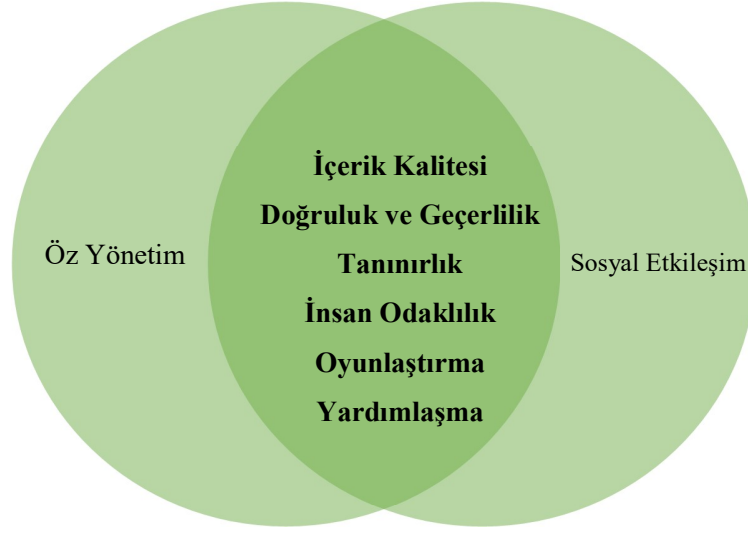 İçerik Kalitesi
Doğruluk ve Geçerlilik
Öz Yönetim
Tanınırlık
Sosyal Etkileşim
İnsan Odaklılık
Oyunlaştırma
Yardımlaşma